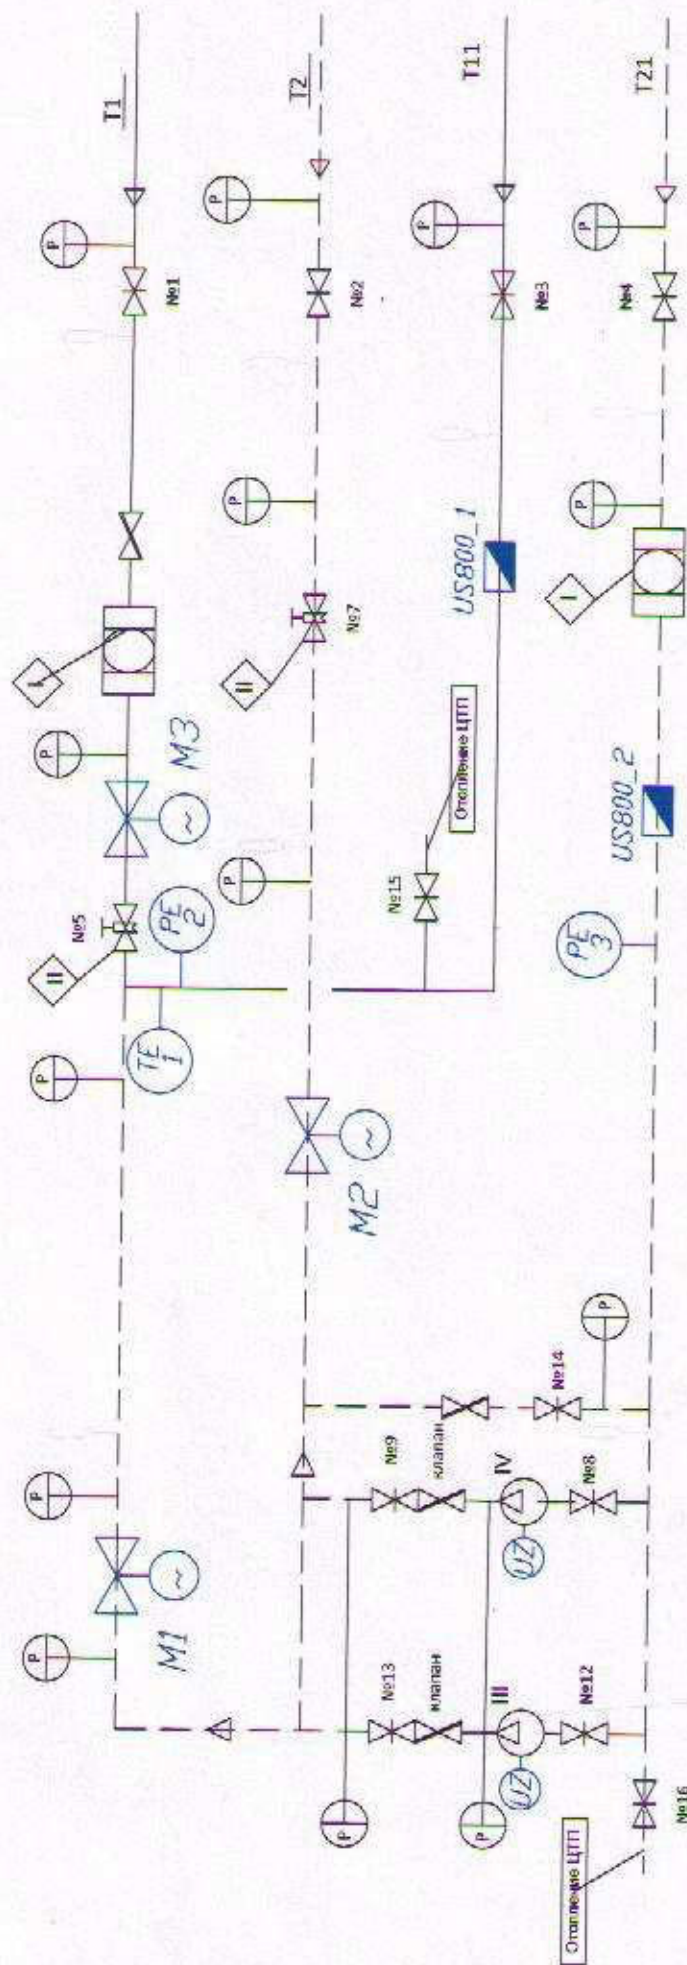 T1
P
№1
T2
P
№2
T11
P
№3
T21
P
№4
P
P
I
I
US800_1
II
№7
P
M3
~
US800_2
Отопление ЦТП
№15
P
№5
II
PE
2
TE
1
PE
3
P
M2
~
P
№14
P
M1
~
P
№9
клапан
IV
UZ
№8
№13
клапан
III
UZ
№12
P
P
Отопление ЦТП
№16